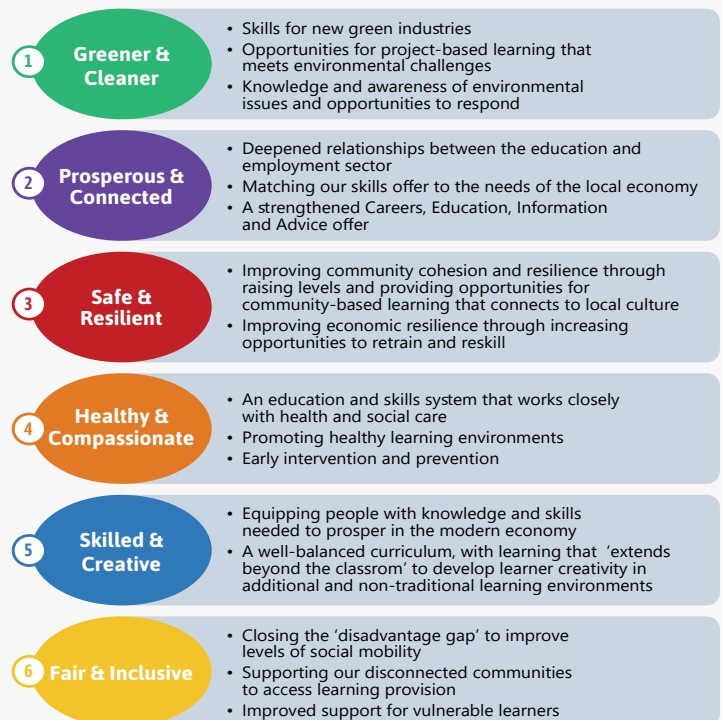 1
Greener &
Cleaner
• Skills for new green industries
• Opportunities for project-based learning that
meets environmental challenges
• Knowledge and awareness of environmental
issues and opportunities to respond
2
Prosperous &
Connected
• Deepened relationships between the education and
employment sector
• Matching our skills offer to the needs of the local economy
• A strengthened Careers, Education, Information
and Advice offer
3
Safe &
Resilient
• Improving community cohesion and resilience through
raising levels and providing opportunities for
community-based learning that connects to local culture
• Improving economic resilience through increasing
opportunities to retrain and reskill
4
Healthy &
Compassionate
• An education and skills system that works closely
with health and social care
• Promoting healthy learning environments
• Early intervention and prevention
5
Skilled &
Creative
• Equipping people with knowledge and skills
needed to prosper in the modern economy
• A well-balanced curriculum, with learning that ‘extends
beyond the classrom’ to develop learner creativity in
additional and non-traditional learning environments
6
Fair & Inclusive
• Closing the ‘disadvantage gap’ to improve
levels of social mobility
• Supporting our disconnected communities
to access learning provision
• Improved support for vulnerable learners